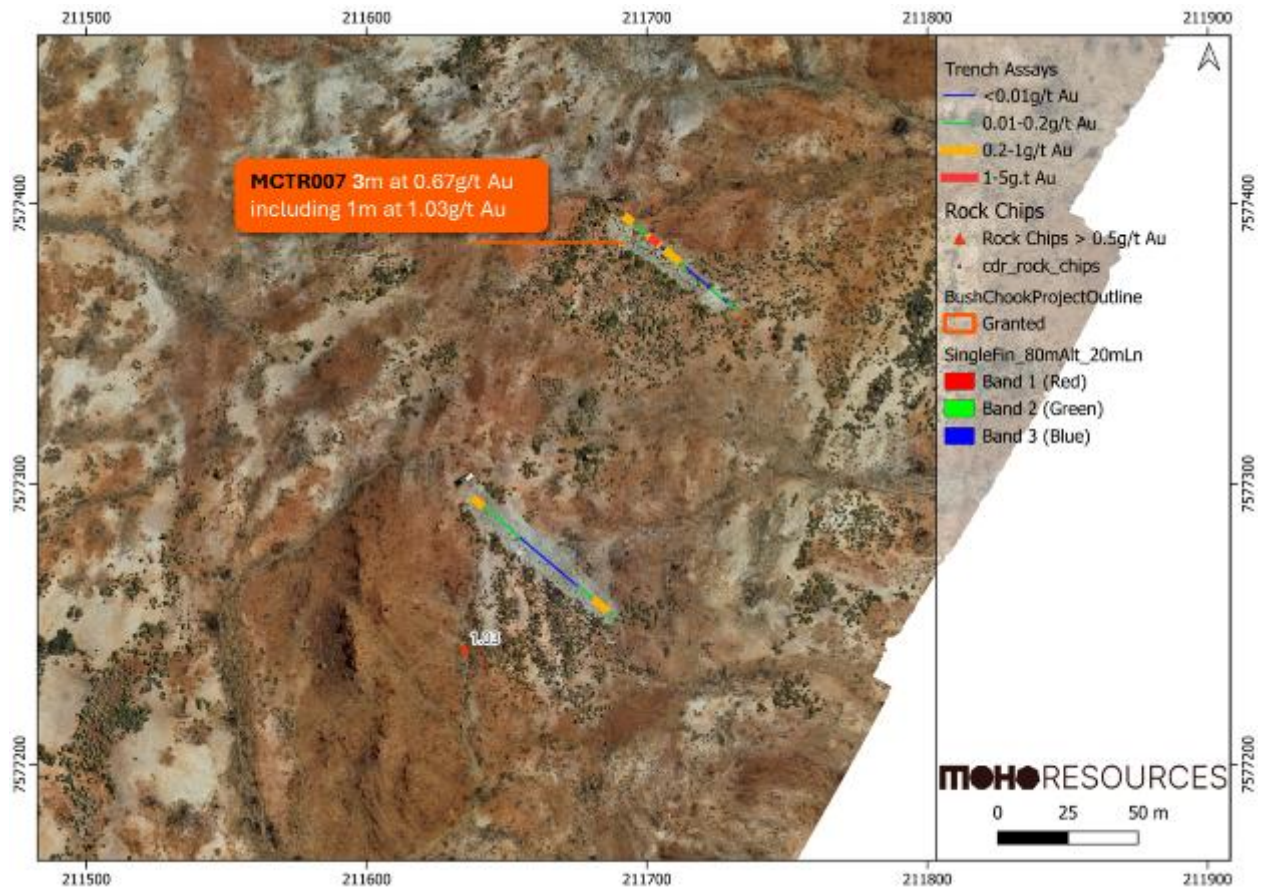 211500 211600 211700 211800 211900
Trench Assays
<0.01g/t Au
0.01-0.2g/t Au
0.2-1g/t Au
1-5g.t Au
Rock Chips
Rock Chips > 0.5g/t Au
cdr_rock_chips
BushChookProjectOutline
Granted
SingleFin_80mAlt_20mLn
Band 1 (Red)
Band 2 (Green)
Band 3 (Blue)
MCTR007 3m at 0.67g/t Au
including 1m at 1.03g/t Au
7577400 7577400
7577300 7577300
1.03
7577200 7577200
MOHO RESOURCES
0 25 50 m
211500 211600 211700 211800 211900